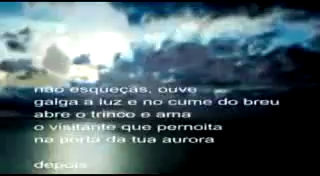 não esqueças, ouve
galga a luz e no cume do breu
abre o trinco e ama
o visitante que pernoita
na porta da tua aurora
depois